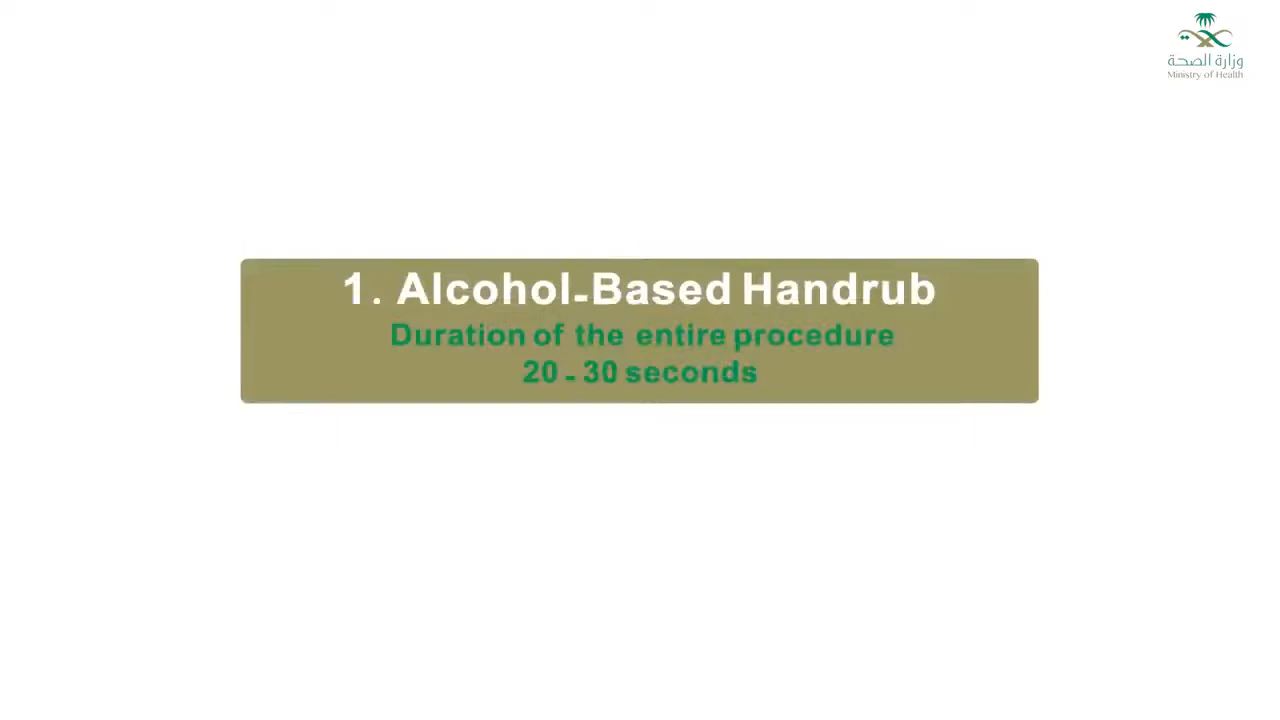 وزارة الصحة
Ministry of Health
1. Alcohol-Based Handrub
Duration of the entire procedure
20 - 30 seconds